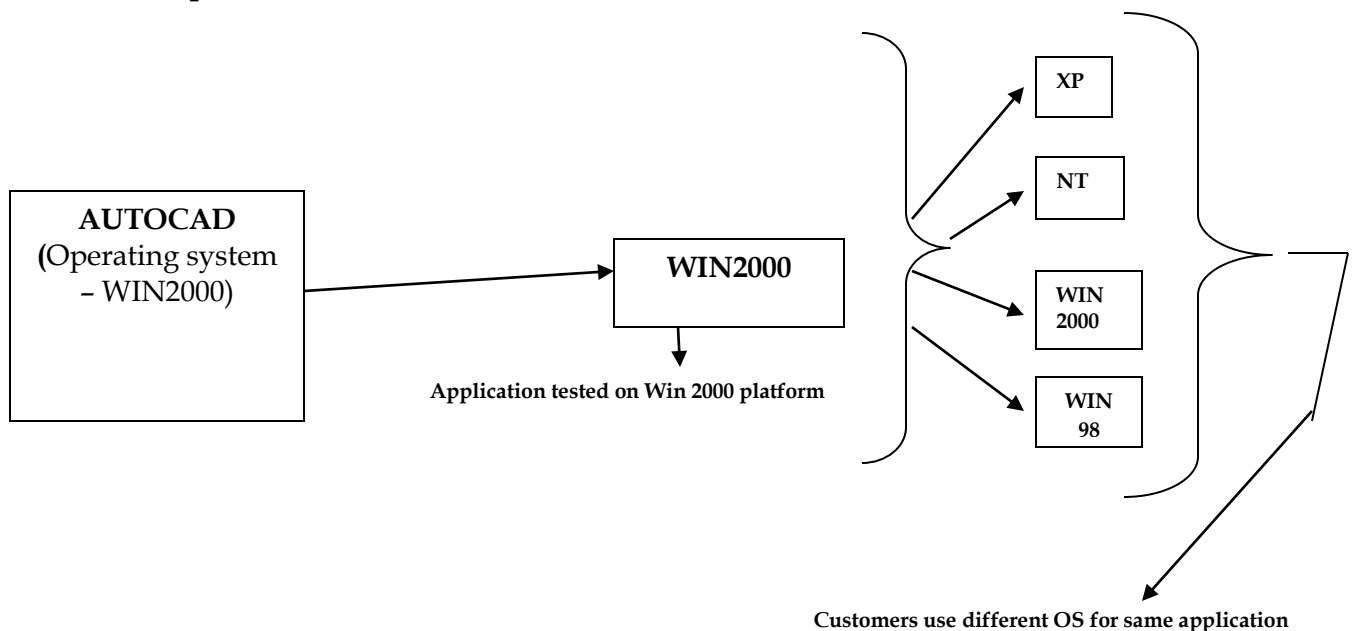 AUTOCAD
(Operating system
– WIN2000)
WIN2000
Application tested on Win 2000 platform
XP
NT
WIN
2000
WIN
98
Customers use different OS for same application